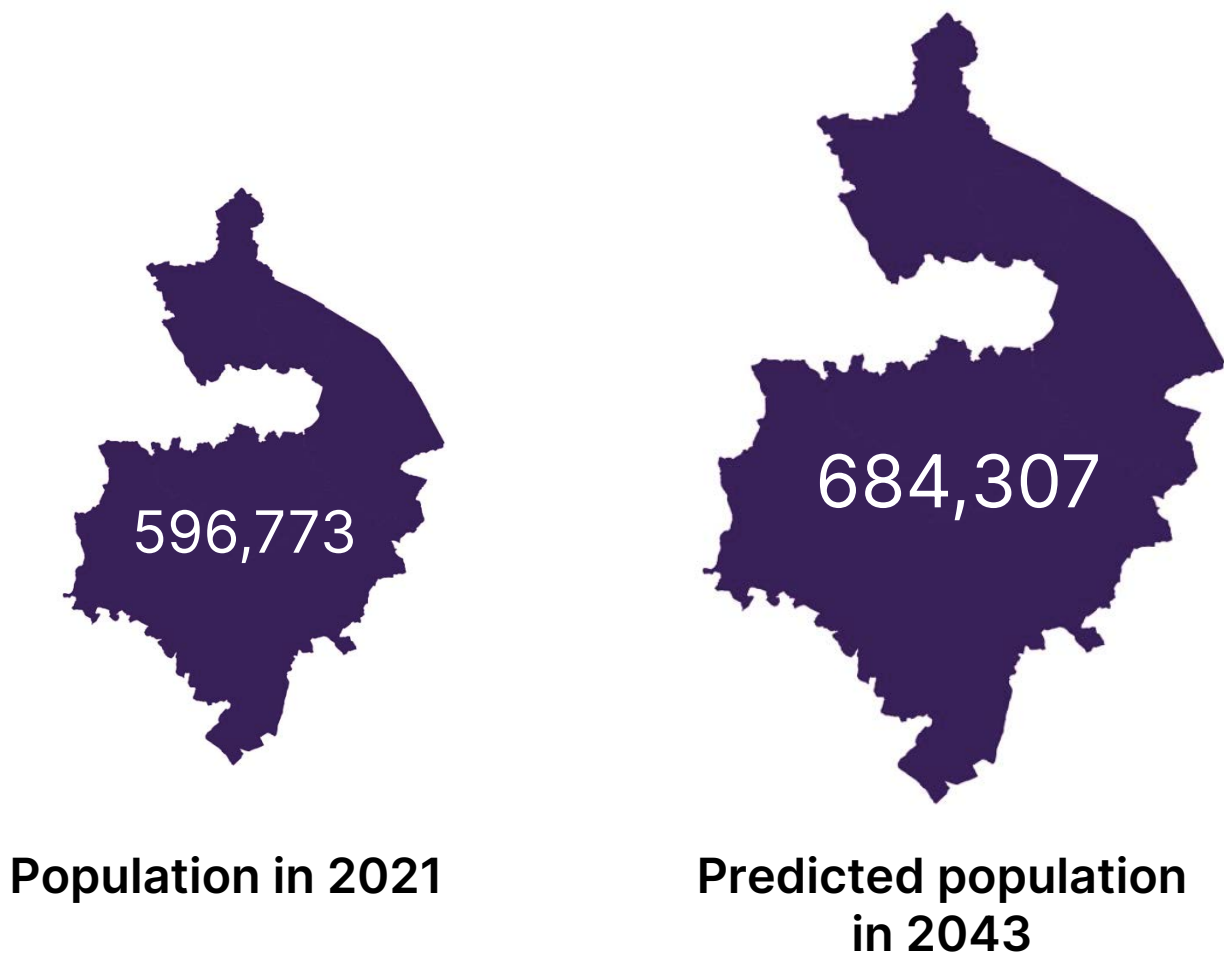 596,773
684,307
Population in 2021
Predicted population
in 2043